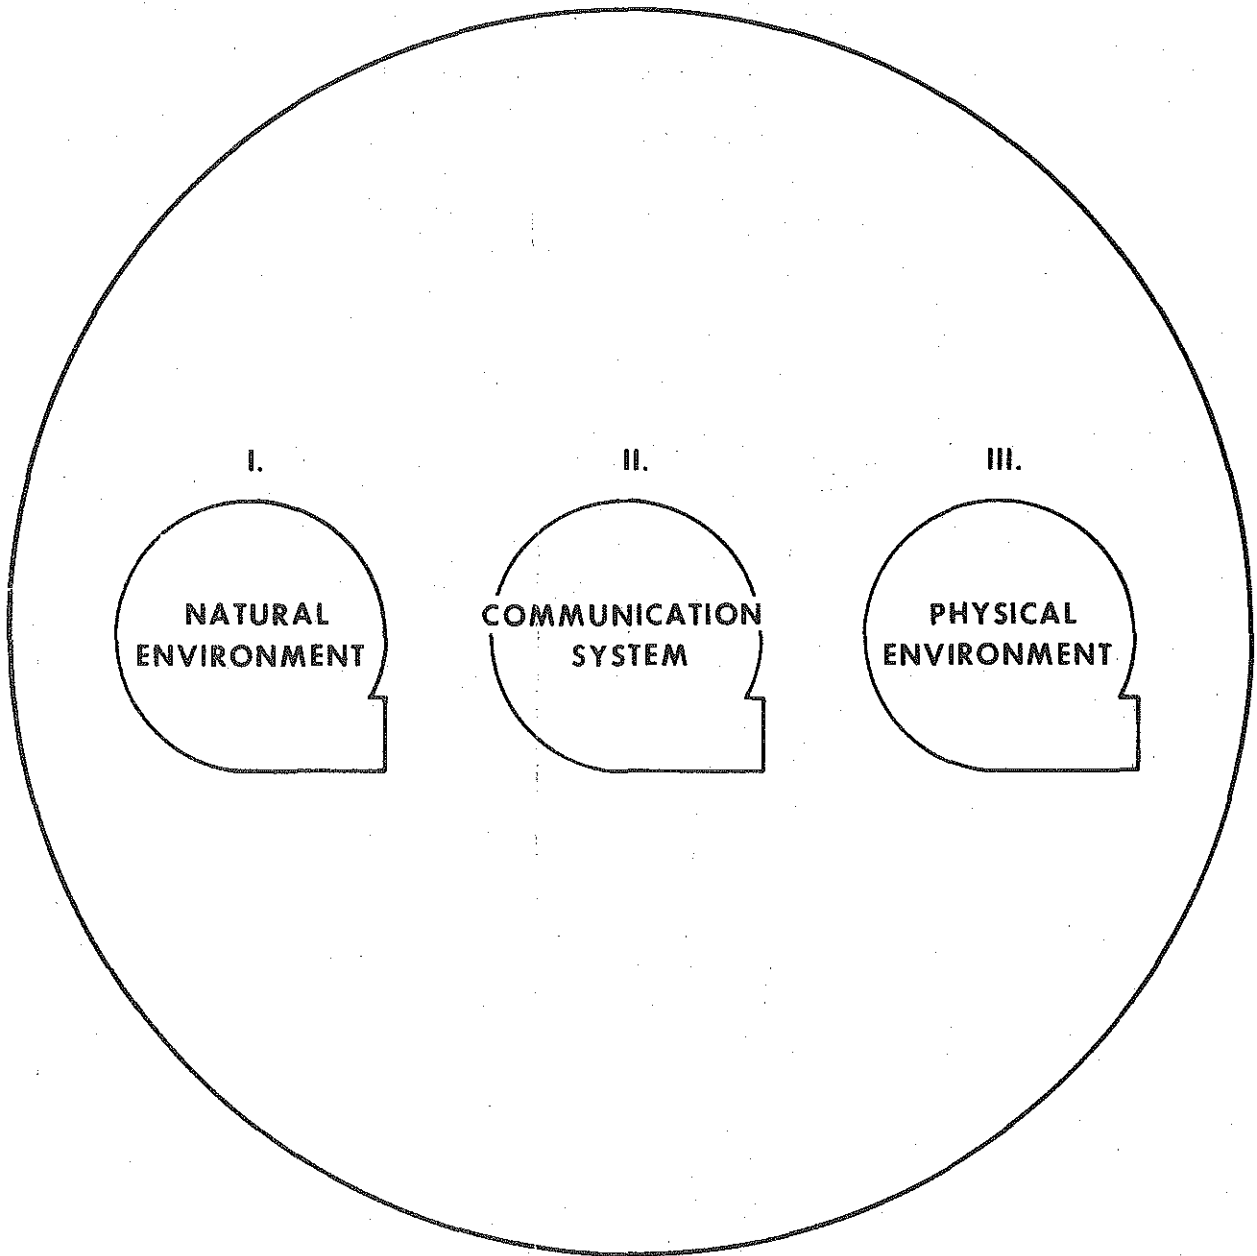 I.
II.
III.
NATURAL
ENVIRONMENT
COMMUNICATION
SYSTEM
PHYSICAL
ENVIRONMENT